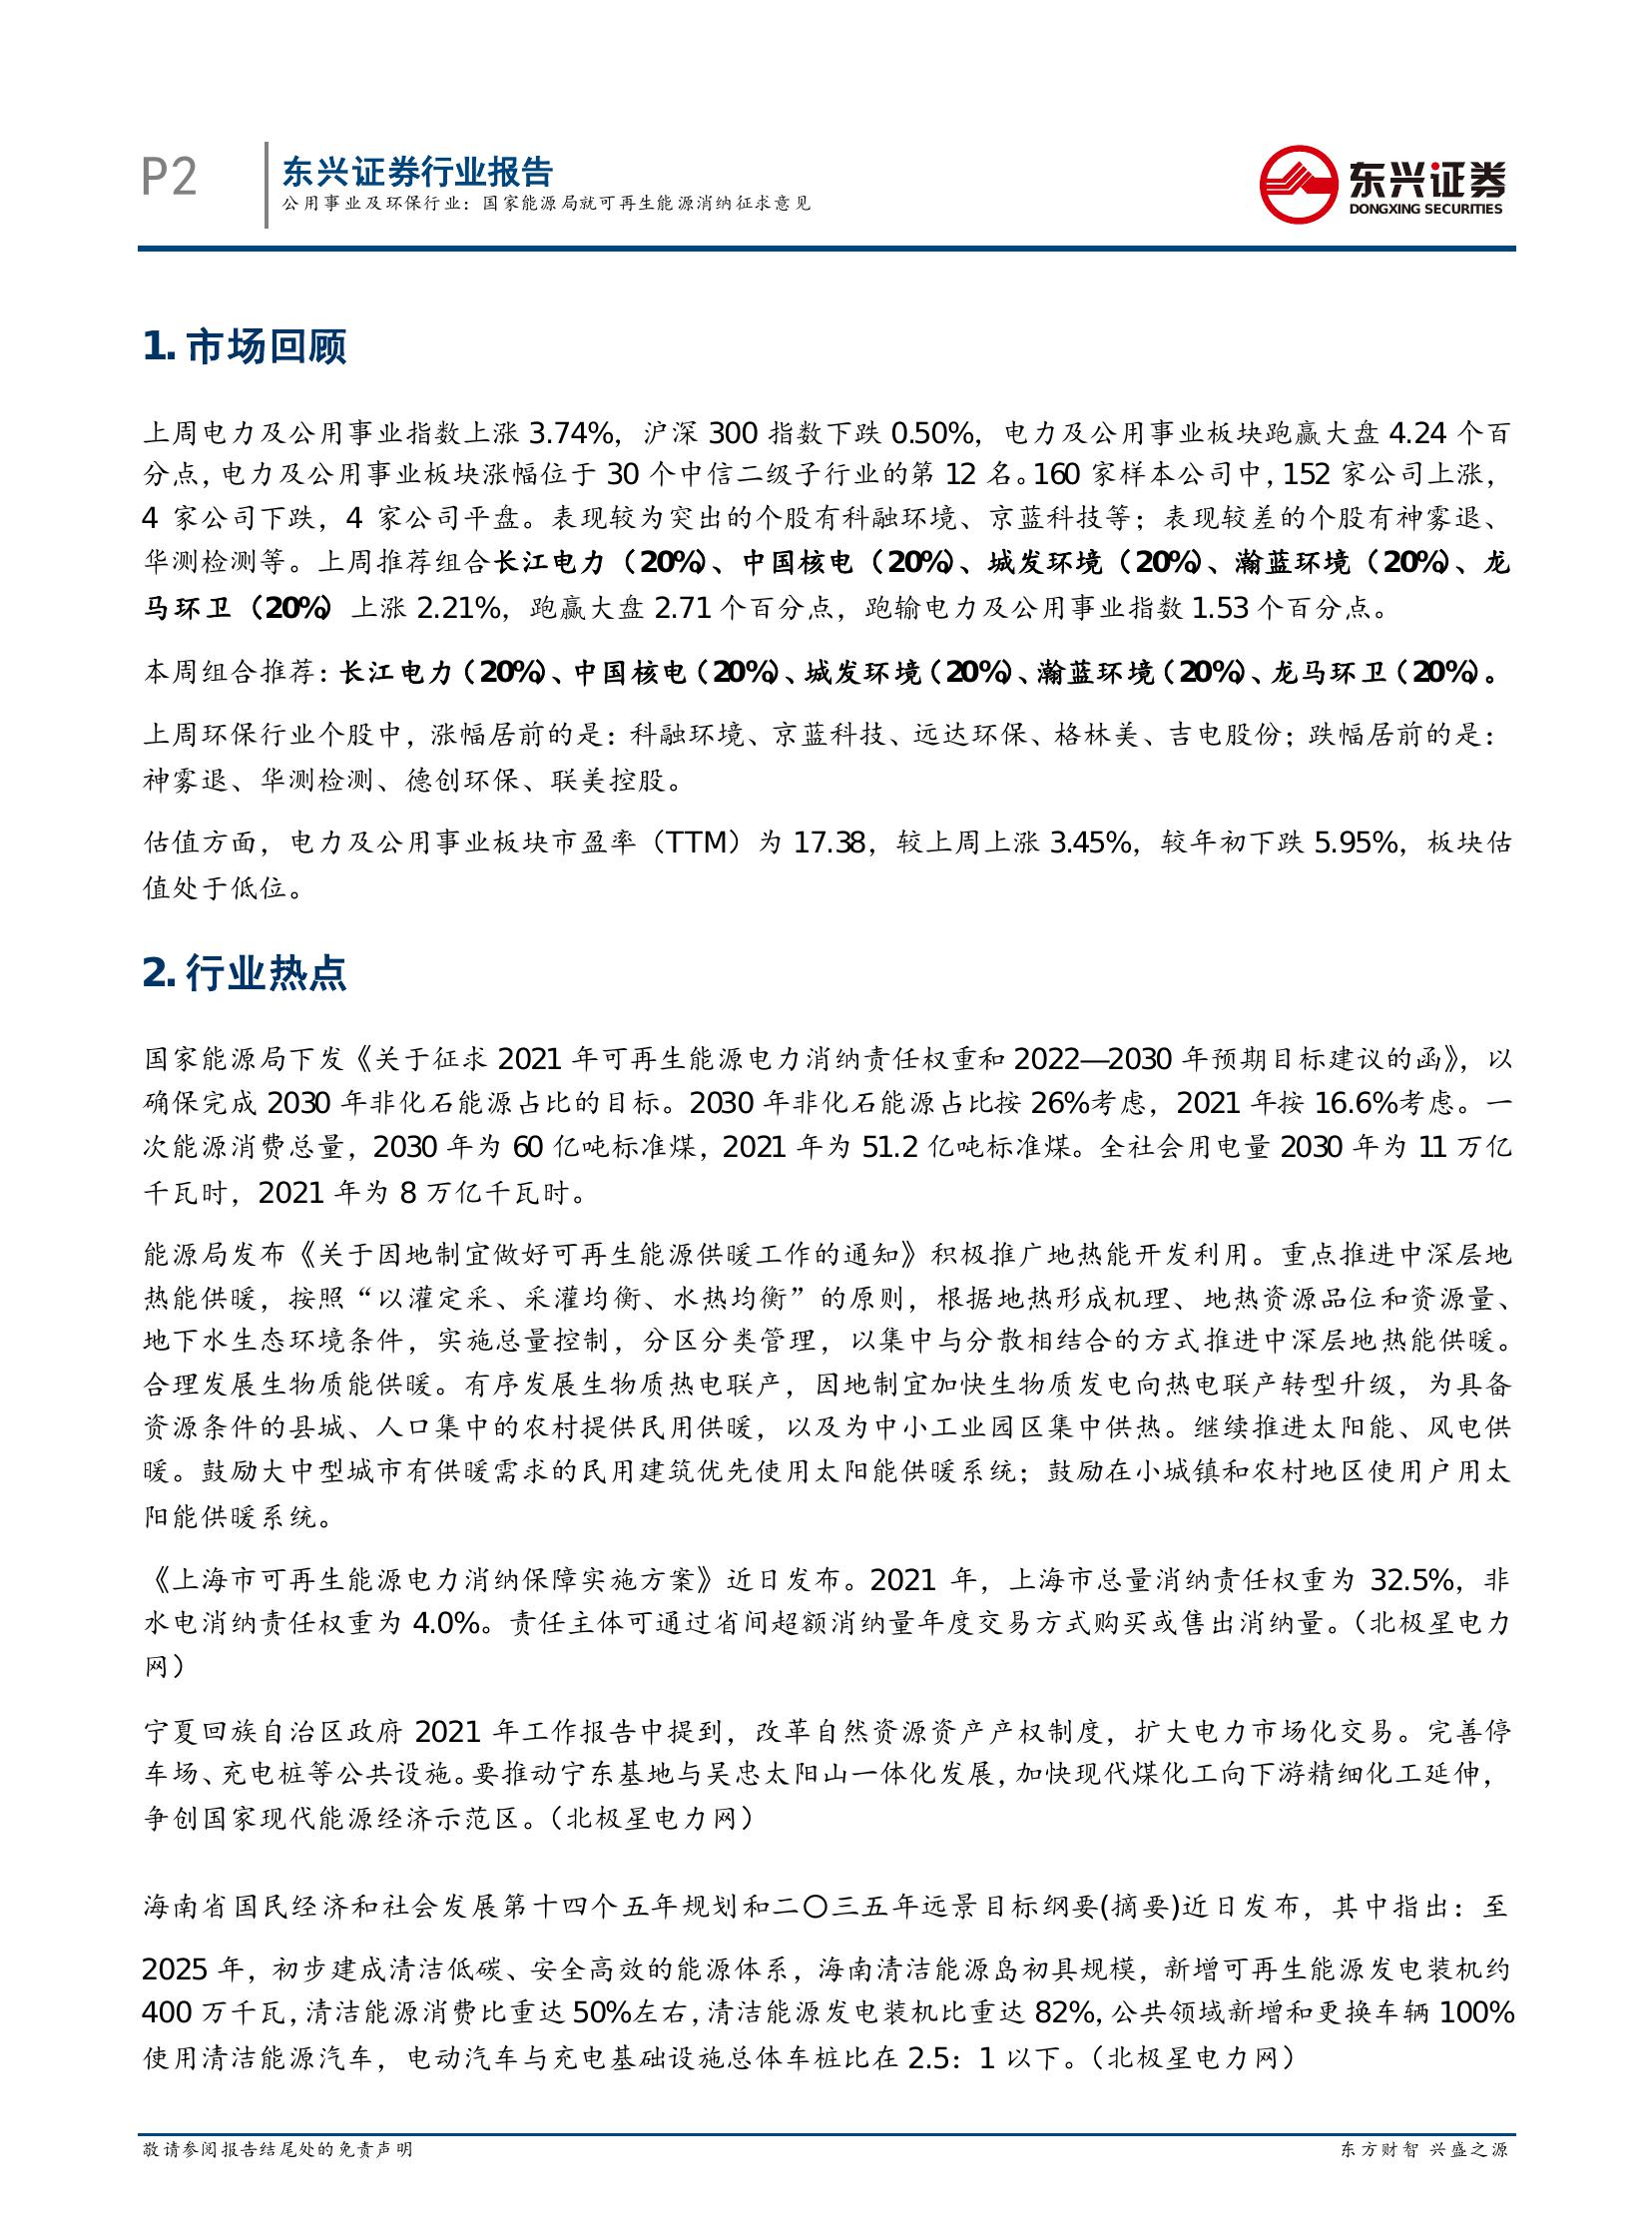 P2
东兴证券行业报告
公用事业及环保行业：国家能源局就可再生能源消纳征求意见
东兴证券
DONGXING SECURITIES
1. 市场回顾
上周电力及公用事业指数上涨 3.74%，沪深 300 指数下跌 0.50%，电力及公用事业板块跑赢大盘 4.24 个百
分点，电力及公用事业板块涨幅位于 30 个中信二级子行业的第 12 名。160 家样本公司中，152 家公司上涨，
4 家公司下跌，4 家公司平盘。表现较为突出的个股有科融环境、京蓝科技等；表现较差的个股有神雾退、
华测检测等。上周推荐组合长江电力（20%）、中国核电（20%）、城发环境（20%）、瀚蓝环境（20%）、龙
马环卫（20%）上涨 2.21%，跑赢大盘 2.71 个百分点，跑输电力及公用事业指数 1.53 个百分点。
本周组合推荐：长江电力（20%）、中国核电（20%）、城发环境（20%）、瀚蓝环境（20%）、龙马环卫（20%）。
上周环保行业个股中，涨幅居前的是：科融环境、京蓝科技、远达环保、格林美、吉电股份；跌幅居前的是：
神雾退、华测检测、德创环保、联美控股。
估值方面，电力及公用事业板块市盈率（TTM）为 17.38，较上周上涨 3.45%，较年初下跌 5.95%，板块估
值处于低位。
2. 行业热点
国家能源局下发《关于征求 2021 年可再生能源电力消纳责任权重和 2022—2030 年预期目标建议的函》，以
确保完成 2030 年非化石能源占比的目标。2030 年非化石能源占比按 26%考虑，2021 年按 16.6%考虑。一
次能源消费总量，2030 年为 60 亿吨标准煤，2021 年为 51.2 亿吨标准煤。全社会用电量 2030 年为 11 万亿
千瓦时，2021 年为 8 万亿千瓦时。
能源局发布《关于因地制宜做好可再生能源供暖工作的通知》积极推广地热能开发利用。重点推进中深层地
热能供暖，按照“以灌定采、采灌均衡、水热均衡”的原则，根据地热形成机理、地热资源品位和资源量、
地下水生态环境条件，实施总量控制，分区分类管理，以集中与分散相结合的方式推进中深层地热能供暖。
合理发展生物质能供暖。有序发展生物质热电联产，因地制宜加快生物质发电向热电联产转型升级，为具备
资源条件的县城、人口集中的农村提供民用供暖，以及为中小工业园区集中供热。继续推进太阳能、风电供
暖。鼓励大中型城市有供暖需求的民用建筑优先使用太阳能供暖系统；鼓励在小城镇和农村地区使用户用太
阳能供暖系统。
《上海市可再生能源电力消纳保障实施方案》近日发布。2021 年，上海市总量消纳责任权重为 32.5%，非
水电消纳责任权重为 4.0%。责任主体可通过省间超额消纳量年度交易方式购买或售出消纳量。（北极星电力
网）
宁夏回族自治区政府 2021 年工作报告中提到，改革自然资源资产产权制度，扩大电力市场化交易。完善停
车场、充电桩等公共设施。要推动宁东基地与吴忠太阳山一体化发展，加快现代煤化工向下游精细化工延伸，
争创国家现代能源经济示范区。（北极星电力网）
海南省国民经济和社会发展第十四个五年规划和二〇三五年远景目标纲要(摘要)近日发布，其中指出：至
2025 年，初步建成清洁低碳、安全高效的能源体系，海南清洁能源岛初具规模，新增可再生能源发电装机约
400 万千瓦，清洁能源消费比重达 50%左右，清洁能源发电装机比重达 82%，公共领域新增和更换车辆 100%
使用清洁能源汽车，电动汽车与充电基础设施总体车桩比在 2.5：1 以下。（北极星电力网）
敬请参阅报告结尾处的免责声明
东方财智 兴盛之源